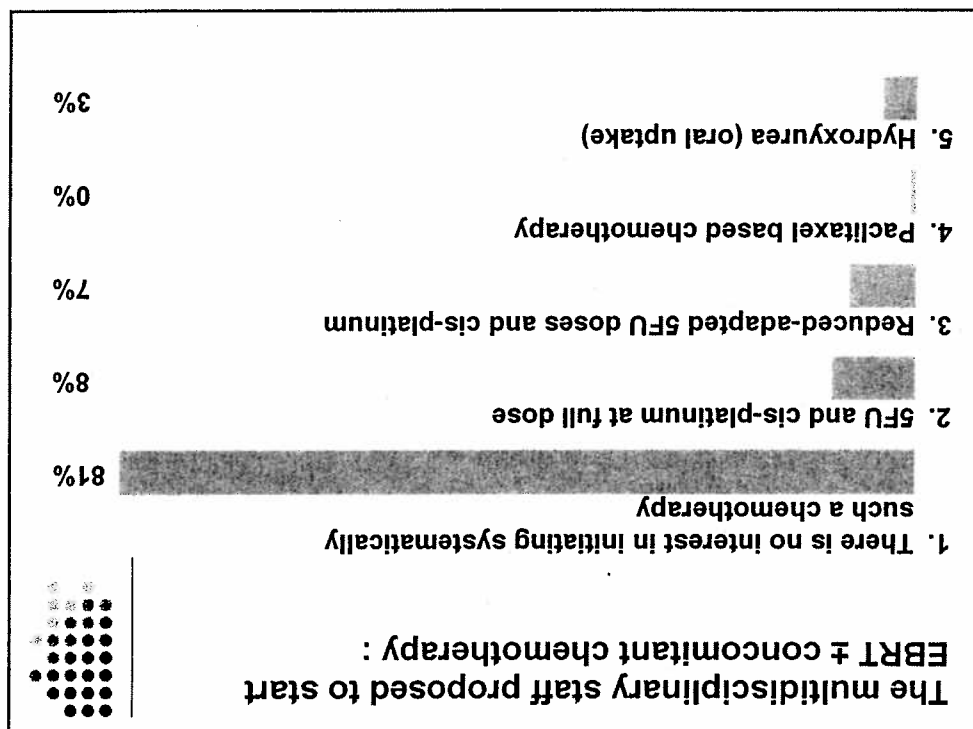 The multidisciplinary staff proposed to start
EBRT ± concomitant chemotherapy :
1. There is no interest in initiating systematically
such a chemotherapy
81%
2. 5FU and cis-platinum at full dose
8%
3. Reduced-adapted 5FU doses and cis-platinum
7%
4. Paclitaxel based chemotherapy
0%
5. Hydroxyurea (oral uptake)
3%